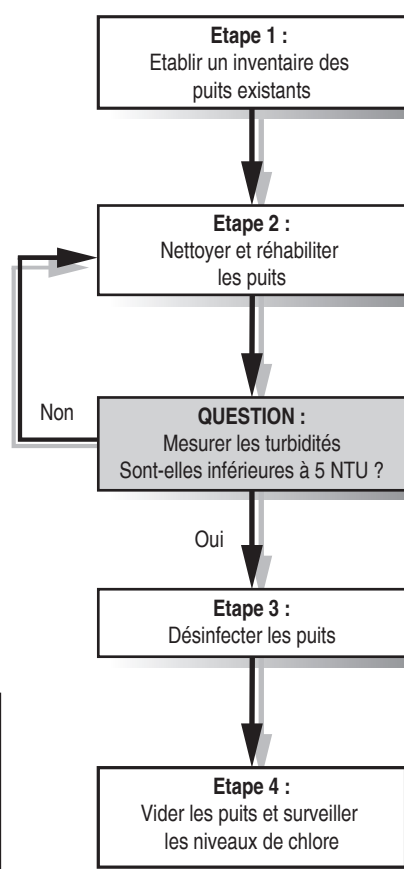 Etape 1 :
Etablir un inventaire des
puits existants
Etape 2 :
Nettoyer et réhabiliter
les puits
Non
QUESTION :
Mesurer les turbidités
Sont-elles inférieures à 5 NTU ?
Oui
Etape 3 :
Désinfecter les puits
Etape 4 :
Vider les puits et surveiller
les niveaux de chlore